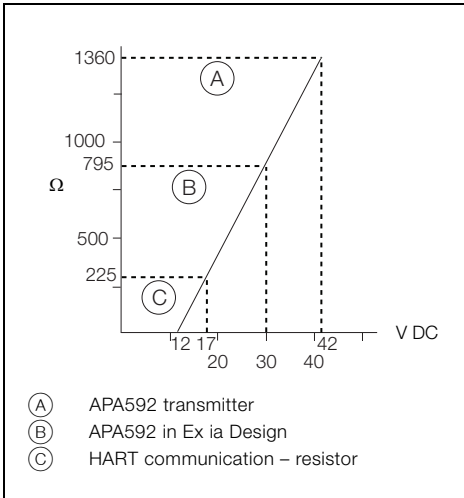 1360
A
1000
795
Ω
B
500
225
C
12 17 42 V DC
20 30 40
A APA592 transmitter
B APA592 in Ex ia Design
C HART communication – resistor